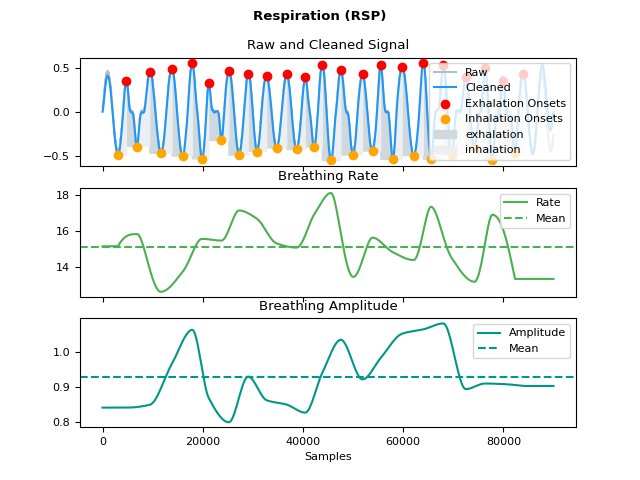 Respiration (RSP)
Raw and Cleaned Signal
0.5
0.0
−0.5
Raw
Cleaned
Exhalation Onsets
Inhalation Onsets
exhalation
inhalation
Breathing Rate
18
16
14
Rate
Mean
Breathing Amplitude
1.0
0.9
0.8
Amplitude
Mean
0
20000
40000
60000
80000
Samples